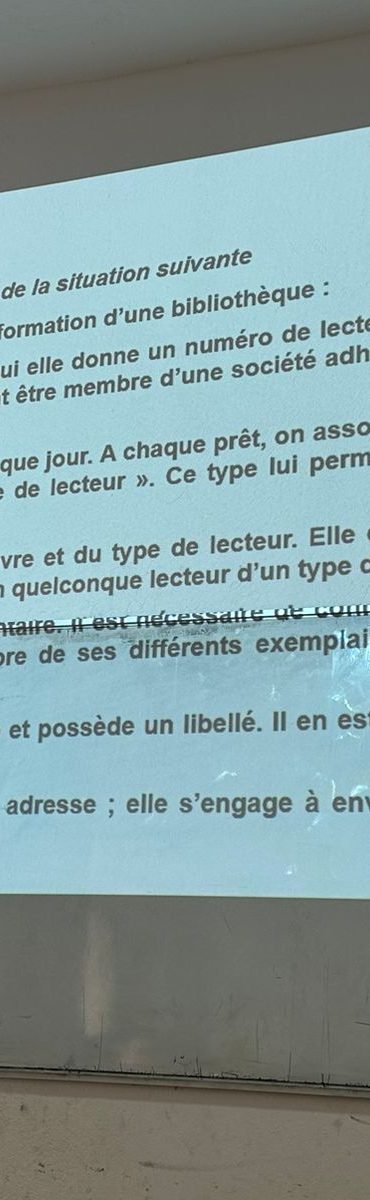 de la situation suivante
formation d'une bibliothèque :
ui elle donne un numéro de lecte
t être membre d'une société adh
que jour. A chaque prêt, on asso
e de lecteur ». Ce type lui perm
vre et du type de lecteur. Elle
n quelconque lecteur d'un type d
ntaire, il est nécessaire de con
bre de ses différents exemplai
et possède un libellé. Il en est
adresse ; elle s'engage à env